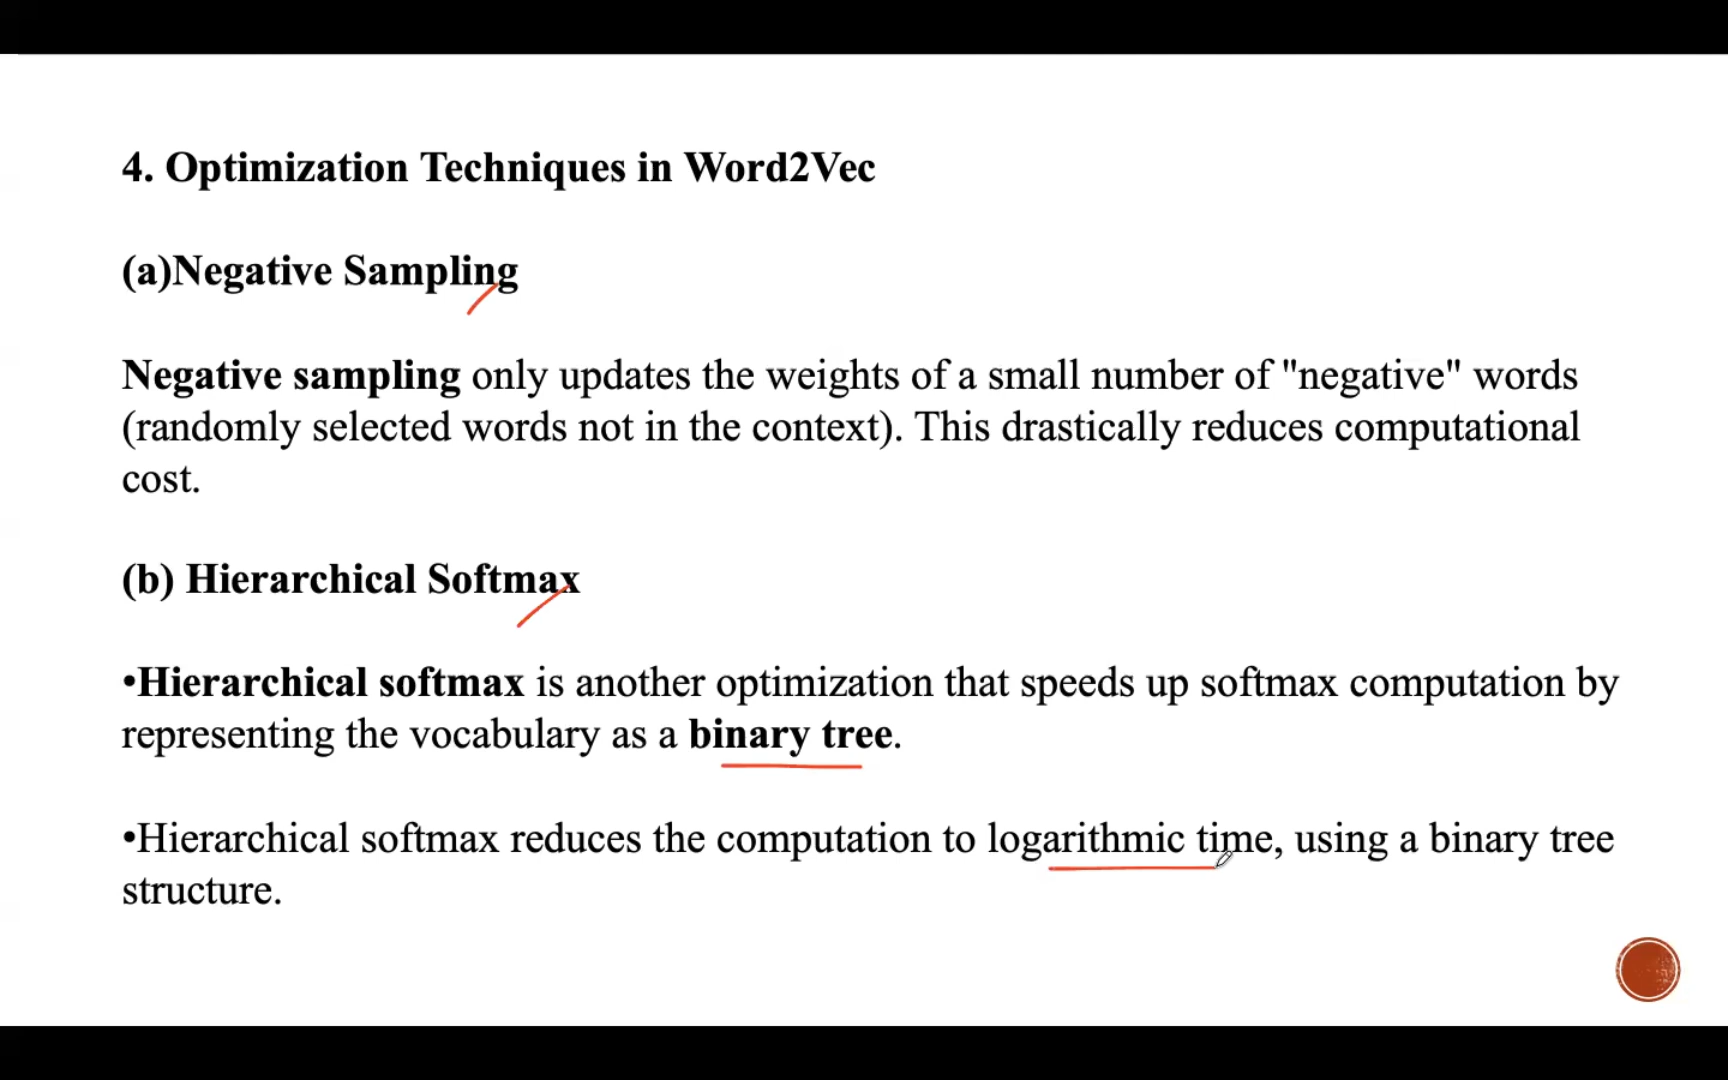 4. Optimization Techniques in Word2Vec
(a)Negative Sampling
Negative sampling only updates the weights of a small number of "negative" words
(randomly selected words not in the context). This drastically reduces computational
cost.
(b) Hierarchical Softmax
•Hierarchical softmax is another optimization that speeds up softmax computation by
representing the vocabulary as a binary tree.
•Hierarchical softmax reduces the computation to logarithmic time, using a binary tree
structure.